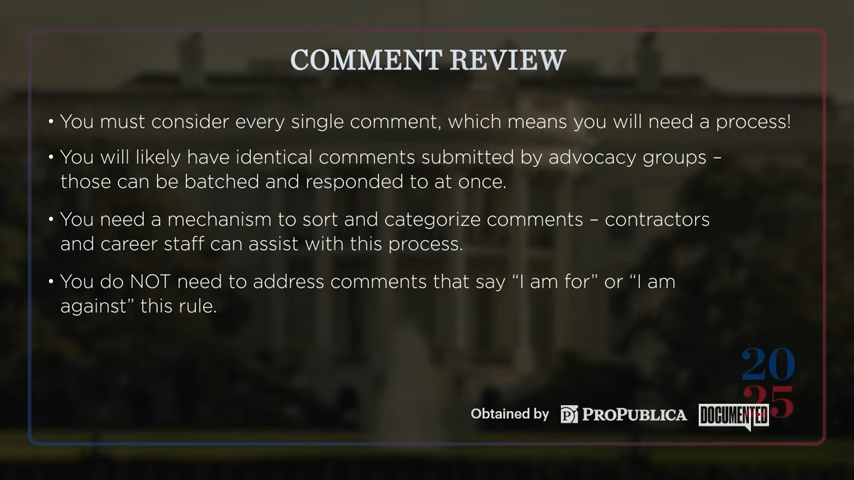 COMMENT REVIEW
• You must consider every single comment, which means you will need a process!
• You will likely have identical comments submitted by advocacy groups –
those can be batched and responded to at once.
• You need a mechanism to sort and categorize comments – contractors
and career staff can assist with this process.
• You do NOT need to address comments that say “I am for” or “I am
against” this rule.
20
25
Obtained by PROPUBLICA DOCUMENTED